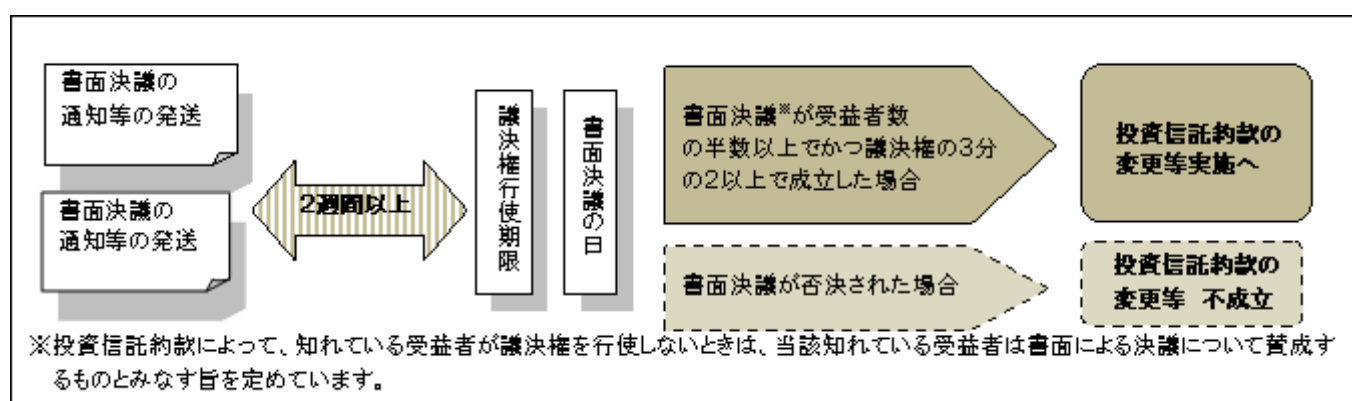 書面決議の
通知等の発送
書面決議の
通知等の発送
2週間以上
議決権行使期限
書面決議の日
書面決議※が受益者数
の半数以上でかつ議決権の3分
の2以上で成立した場合
投資信託約款の
変更等実施へ
書面決議が否決された場合
投資信託約款の
変更等 不成立
※投資信託約款によって、知れている受益者が議決権を行使しないときは、当該知れている受益者は書面による決議について賛成す
るものとみなす旨を定めています。